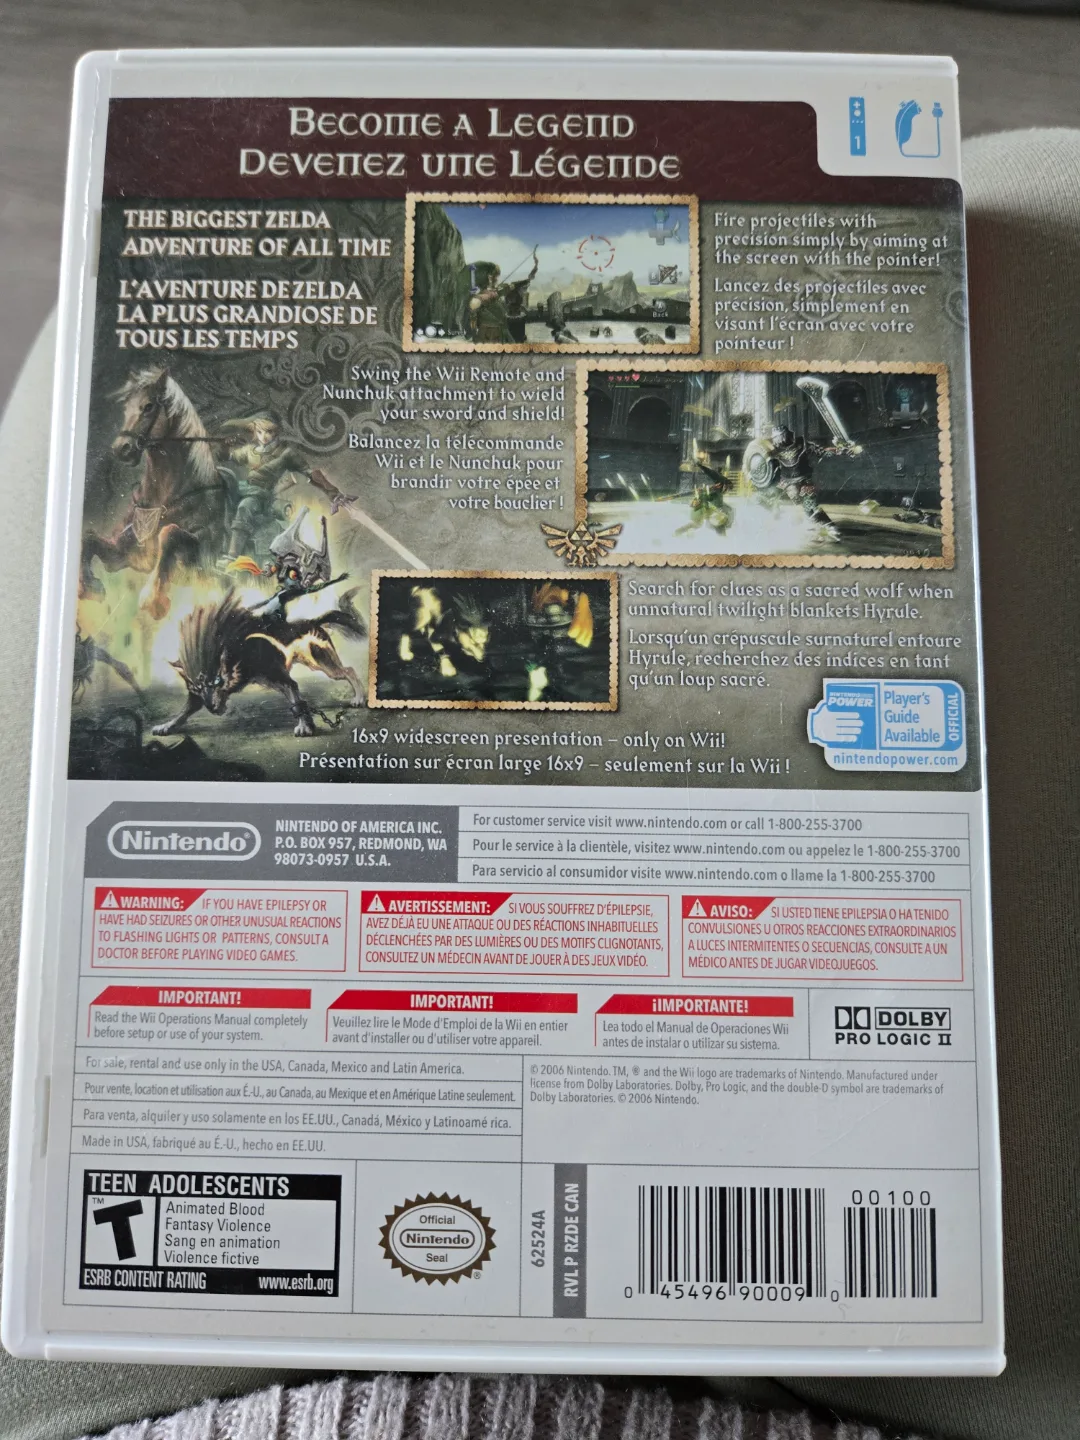 BECOME A LEGEND
DEVENEZ UNE LÉGENDE
1
THE BIGGEST ZELDA
ADVENTURE OF ALL TIME
L'AVENTURE DE ZELDA
LA PLUS GRANDIOSE DE
TOUS LES TEMPS
Back
Fire projectiles with
precision simply by aiming at
the screen with the pointer!
Lancez des projectiles avec
précision, simplement en
visant l'écran avec votre
pointeur !
Swing the Wii Remote and
Nunchuk attachment to wield
your sword and shield!
Balancez la télécommande
Wii et le Nunchuk pour
brandir votre épée et
votre bouclier !
Search for clues as a sacred wolf when
unnatural twilight blankets Hyrule.
Lorsqu'un crépuscule surnaturel entoure
Hyrule, recherchez des indices en tant
qu'un loup sacré.
16x9 widescreen presentation – only on Wii!
Présentation sur écran large 16x9 – seulement sur la Wii !
NINTENDO
POWER
Player's
Guide
Available
OFFICIAL
nintendopower.com
Nintendo®
NINTENDO OF AMERICA INC.
P.O. BOX 957, REDMOND, WA
98073-0957 U.S.A.
For customer service visit www.nintendo.com or call 1-800-255-3700
Pour le service à la clientèle, visitez www.nintendo.com ou appelez le 1-800-255-3700
Para servicio al consumidor visite www.nintendo.com o llame la 1-800-255-3700
WARNING: IF YOU HAVE EPILEPSY OR
HAVE HAD SEIZURES OR OTHER UNUSUAL REACTIONS
TO FLASHING LIGHTS OR PATTERNS, CONSULT A
DOCTOR BEFORE PLAYING VIDEO GAMES.
AVERTISSEMENT: SI VOUS SOUFFREZ D'ÉPILEPSIE,
AVEZ DÉJÀ EU UNE ATTAQUE OU DES RÉACTIONS INHABITUELLES
DÉCLENCHÉES PAR DES LUMIÈRES OU DES MOTIFS CLIGNOTANTS,
CONSULTEZ UN MÉDECIN AVANT DE JOUER À DES JEUX VIDÉO.
AVISO: SI USTED TIENE EPILEPSIA O HA TENIDO
CONVULSIONES U OTROS REACCIONES EXTRAORDINARIOS
A LUCES INTERMITENTES O SECUENCIAS, CONSULTE A UN
MÉDICO ANTES DE JUGAR VIDEOJUEGOS.
IMPORTANT!
Read the Wii Operations Manual completely
before setup or use of your system.
IMPORTANT!
Veuillez lire le Mode d'Emploi de la Wii en entier
avant d'installer ou d'utiliser votre appareil.
¡IMPORTANTE!
Lea todo el Manual de Operaciones Wii
antes de instalar o utilizar su sistema.
DOLBY
PRO LOGIC II
For sale, rental and use only in the USA, Canada, Mexico and Latin America.
Pour vente, location et utilisation aux É.-U., au Canada, au Mexique et en Amérique Latine seulement.
Para venta, alquiler y uso solamente en los EE.UU., Canadá, México y Latinoamérica.
Made in USA, fabriqué au É.-U., hecho en EE.UU.
© 2006 Nintendo. TM, ® and the Wii logo are trademarks of Nintendo. Manufactured under
license from Dolby Laboratories. Dolby, Pro Logic, and the double-D symbol are trademarks of
Dolby Laboratories. © 2006 Nintendo.
TEEN ADOLESCENTS
TM
T
Animated Blood
Fantasy Violence
Sang en animation
Violence fictive
ESRB CONTENT RATING www.esrb.org
Official
Nintendo
Seal
®
62524A
RVL P RZDE CAN
00100
0 45496 90009 0